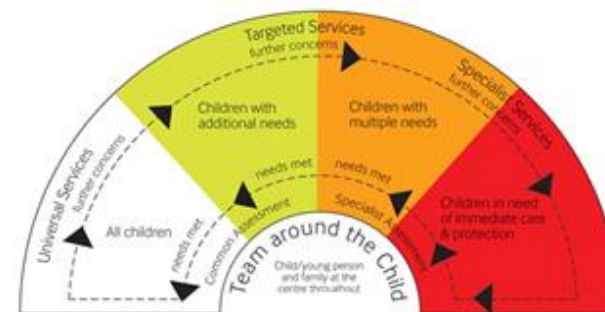 Targeted Services
further concerns
Specialist Services
further concerns
Universal Services
further concerns
Children with
additional needs
Children with
multiple needs
All children
Children in need
of immediate care
& protection
needs met
needs met
needs met
Common Assessment
Specialist Assessment
Team around the Child
Child/young person
and family at the
centre throughout